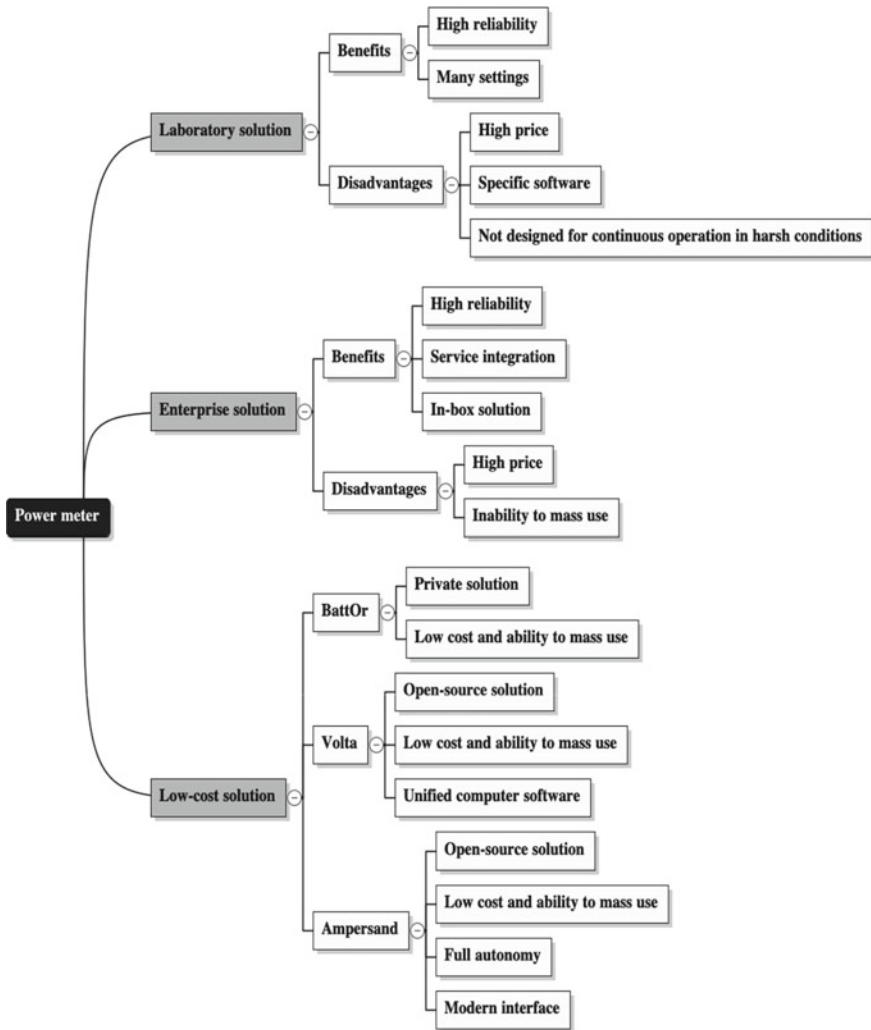 Power meter
Laboratory solution
Benefits
High reliability
Many settings
Disadvantages
High price
Specific software
Not designed for continuous operation in harsh conditions
Enterprise solution
Benefits
High reliability
Service integration
In-box solution
Disadvantages
High price
Inability to mass use
Low-cost solution
BattOr
Private solution
Low cost and ability to mass use
Volta
Open-source solution
Low cost and ability to mass use
Unified computer software
Ampersand
Open-source solution
Low cost and ability to mass use
Full autonomy
Modern interface